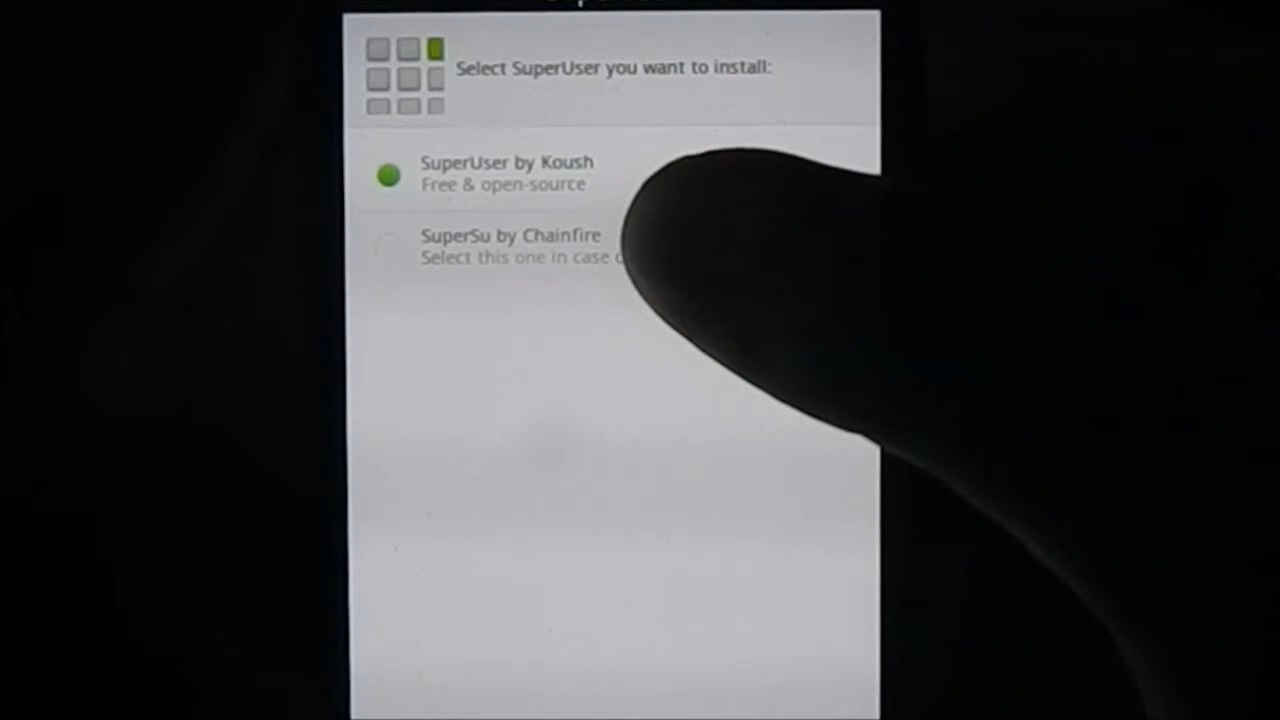 Select SuperUser you want to install:
SuperUser by Koush
Free & open-source
SuperSu by Chainfire
Select this one in case